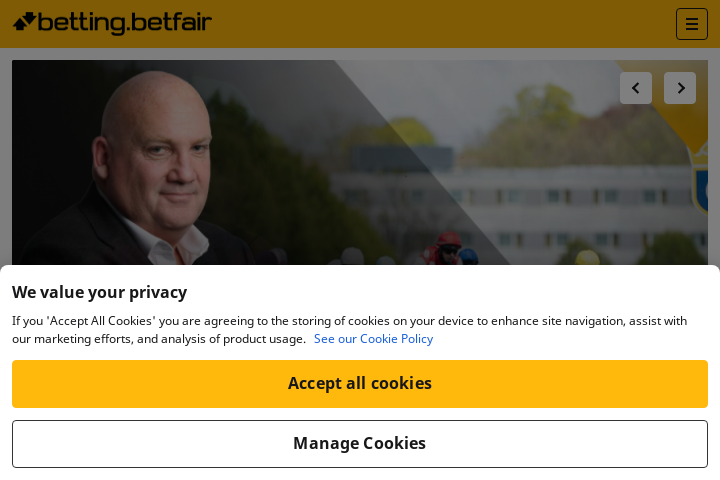 betting.betfair
We value your privacy
If you 'Accept All Cookies' you are agreeing to the storing of cookies on your device to enhance site navigation, assist with
our marketing efforts, and analysis of product usage. See our Cookie Policy
Accept all cookies
Manage Cookies